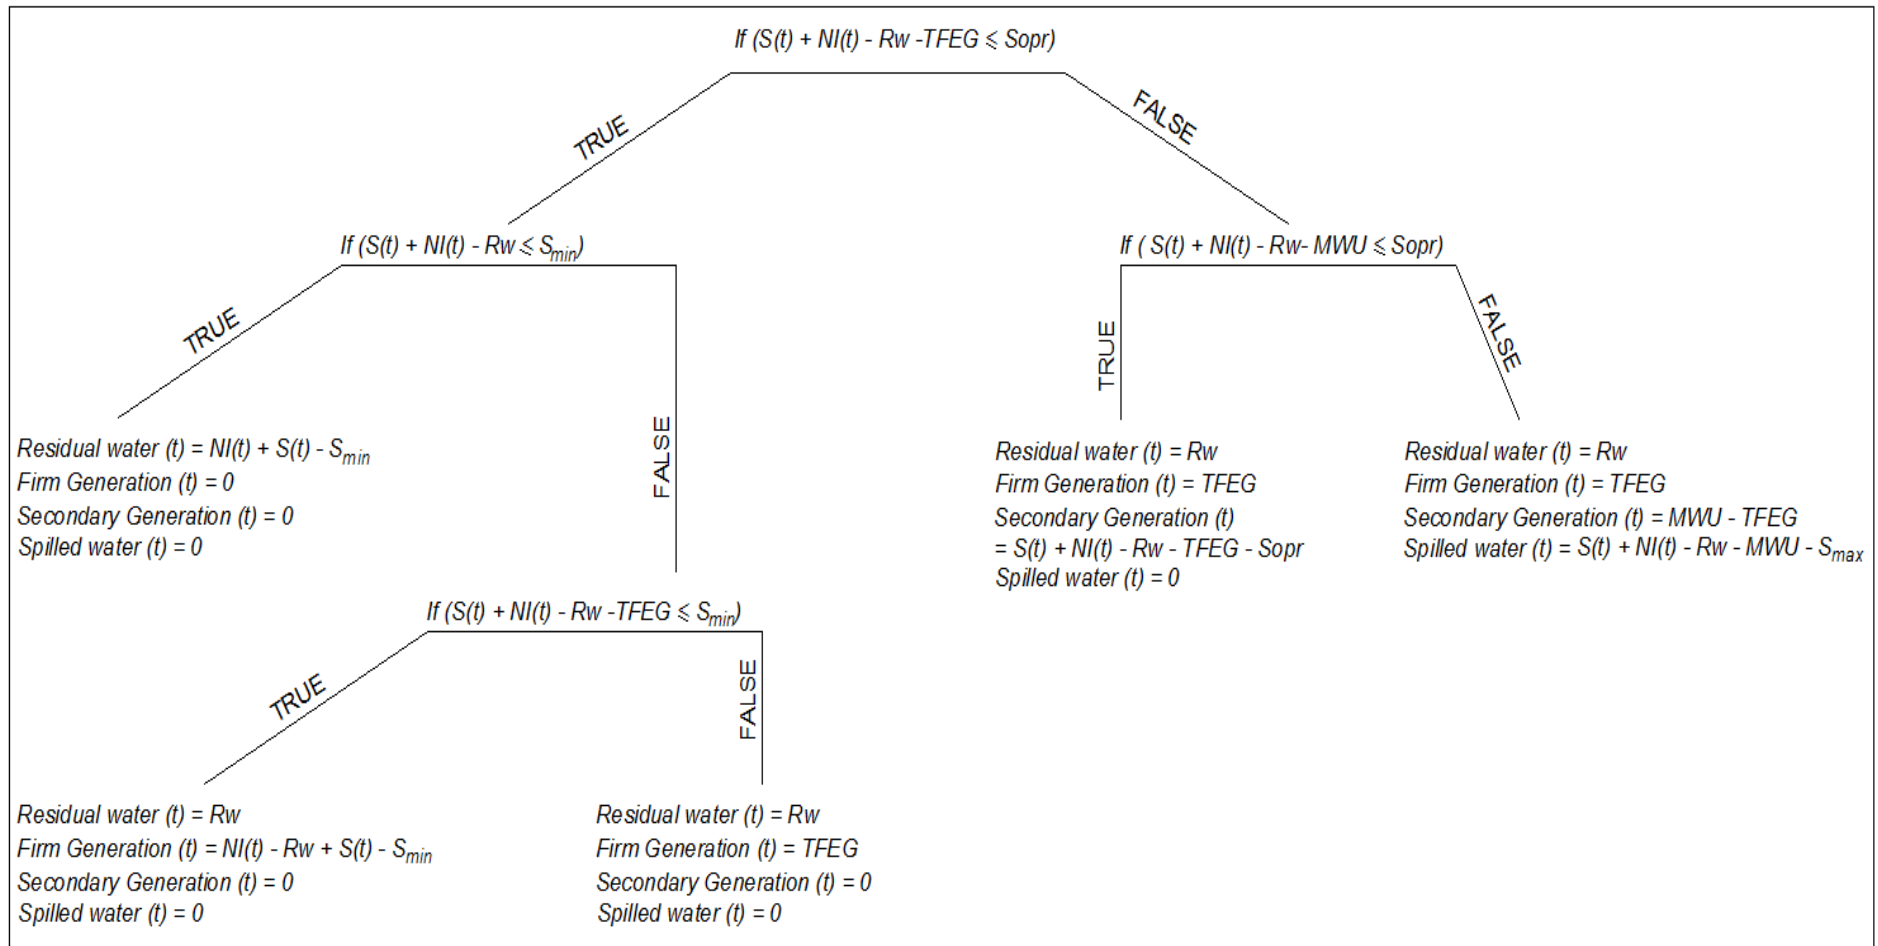 If (S(t) + NI(t) - Rw -TFEG ⩽ Sopr)
TRUE
FALSE
If (S(t) + NI(t) - Rw ⩽ Smin)
If ( S(t) + NI(t) - Rw- MWU ⩽ Sopr)
TRUE
FALSE
TRUE
FALSE
Residual water (t) = NI(t) + S(t) - Smin
Firm Generation (t) = 0
Secondary Generation (t) = 0
Spilled water (t) = 0
Residual water (t) = Rw
Firm Generation (t) = TFEG
Secondary Generation (t)
= S(t) + NI(t) - Rw - TFEG - Sopr
Spilled water (t) = 0
Residual water (t) = Rw
Firm Generation (t) = TFEG
Secondary Generation (t) = MWU - TFEG
Spilled water (t) = S(t) + NI(t) - Rw - MWU - Smax
If (S(t) + NI(t) - Rw -TFEG ⩽ Smin)
TRUE
FALSE
Residual water (t) = Rw
Firm Generation (t) = NI(t) - Rw + S(t) - Smin
Secondary Generation (t) = 0
Spilled water (t) = 0
Residual water (t) = Rw
Firm Generation (t) = TFEG
Secondary Generation (t) = 0
Spilled water (t) = 0